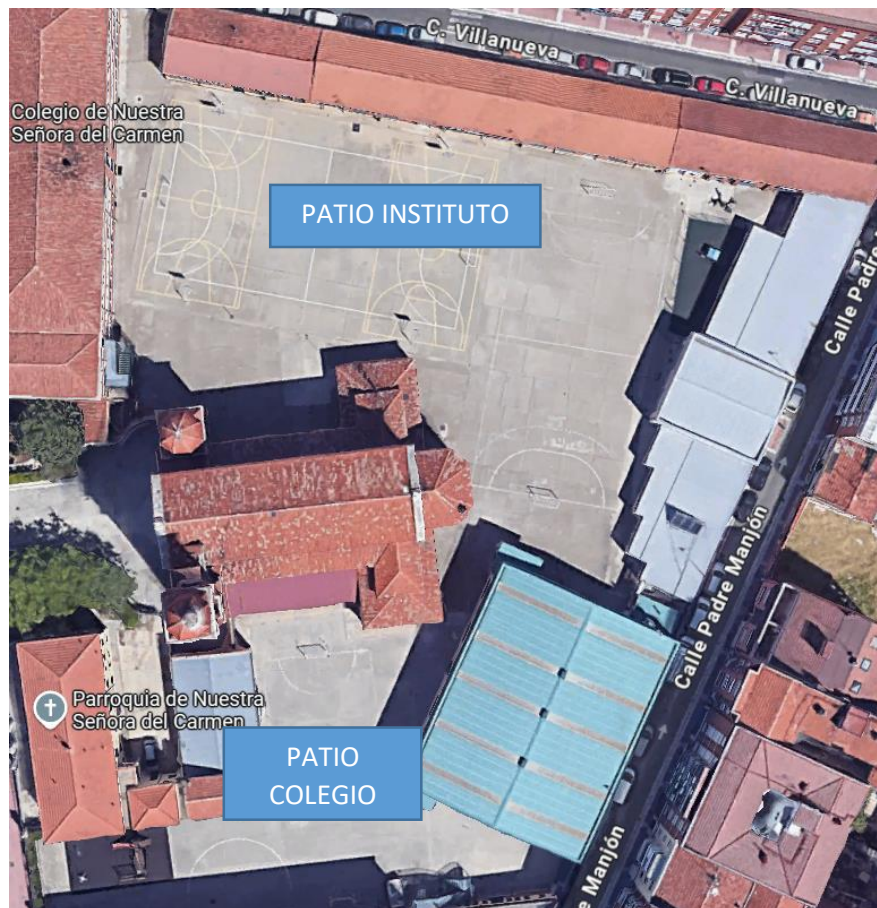 C. Villanueva
C. Villanueva
Colegio de Nuestra
Señora del Carmen
PATIO INSTITUTO
Calle Padre
Calle Padre Manjón
Parroquia de Nuestra
Señora del Carmen
PATIO
COLEGIO
e Manjón